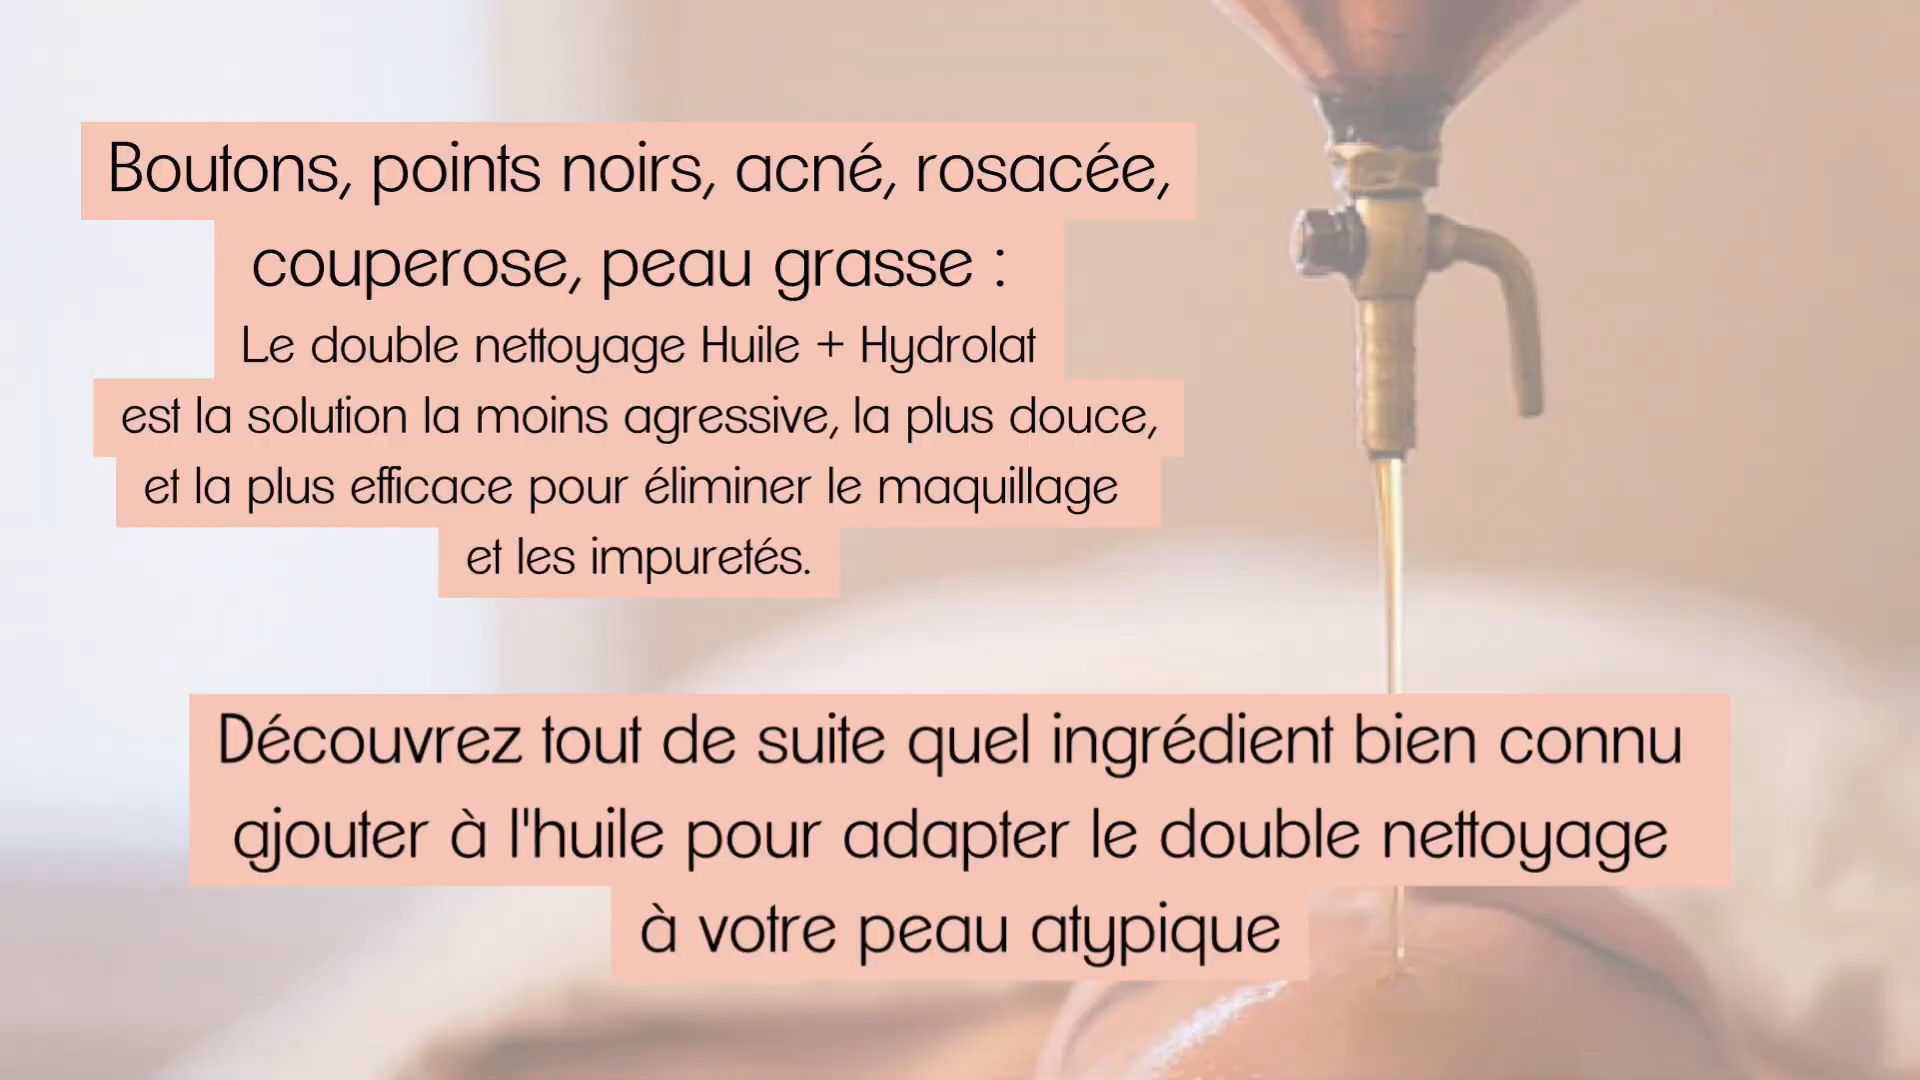 Boutons, points noirs, acné, rosacée,
couperose, peau grasse :
Le double nettoyage Huile + Hydrolat
est la solution la moins agressive, la plus douce,
et la plus efficace pour éliminer le maquillage
et les impuretés.
Découvrez tout de suite quel ingrédient bien connu
ajouter à l'huile pour adapter le double nettoyage
à votre peau atypique